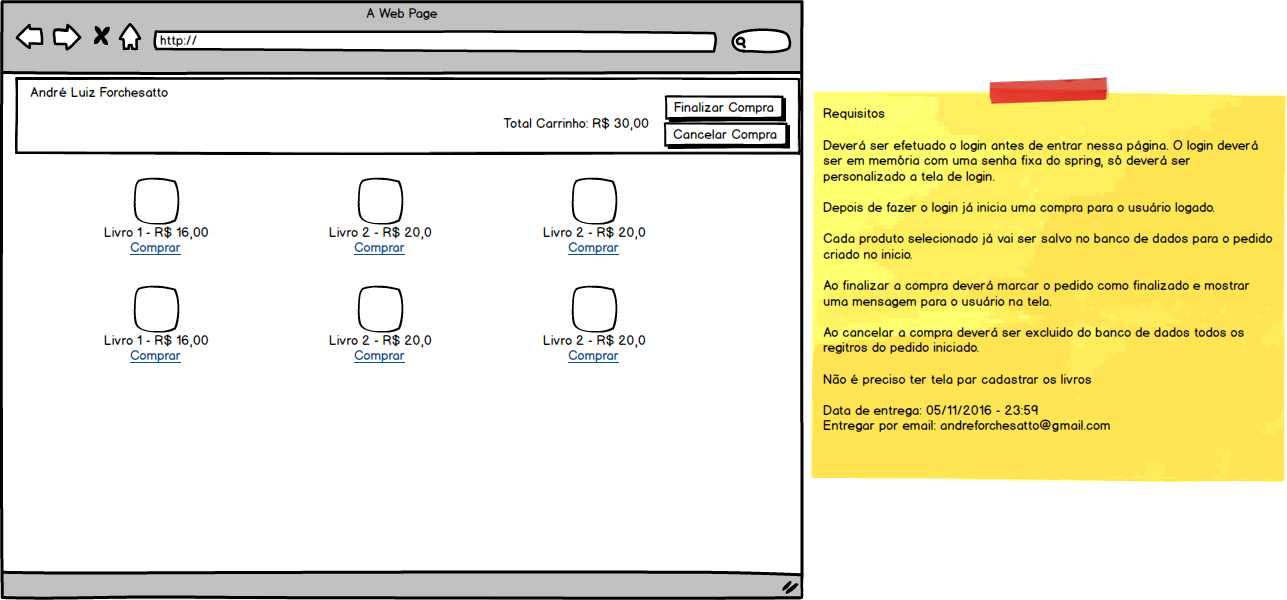 A Web Page
http://
André Luiz Forchesatto
Finalizar Compra
Total Carrinho: R$ 30,00
Cancelar Compra
Livro 1 - R$ 16,00
Comprar
Livro 2 - R$ 20,0
Comprar
Livro 2 - R$ 20,0
Comprar
Livro 1 - R$ 16,00
Comprar
Livro 2 - R$ 20,0
Comprar
Livro 2 - R$ 20,0
Comprar
Requisitos
Deverá ser efetuado o login antes de entrar nessa página. O login deverá
ser em memória com uma senha fixa do spring, só deverá ser
personalizado a tela de login.
Depois de fazer o login já inicia uma compra para o usuário logado.
Cada produto selecionado já vai ser salvo no banco de dados para o pedido
criado no inicio.
Ao finalizar a compra deverá marcar o pedido como finalizado e mostrar
uma mensagem para o usuário na tela.
Ao cancelar a compra deverá ser excluido do banco de dados todos os
regitros do pedido iniciado.
Não é preciso ter tela par cadastrar os livros
Data de entrega: 05/11/2016 - 23:59
Entregar por email: andreforchesatto@gmail.com